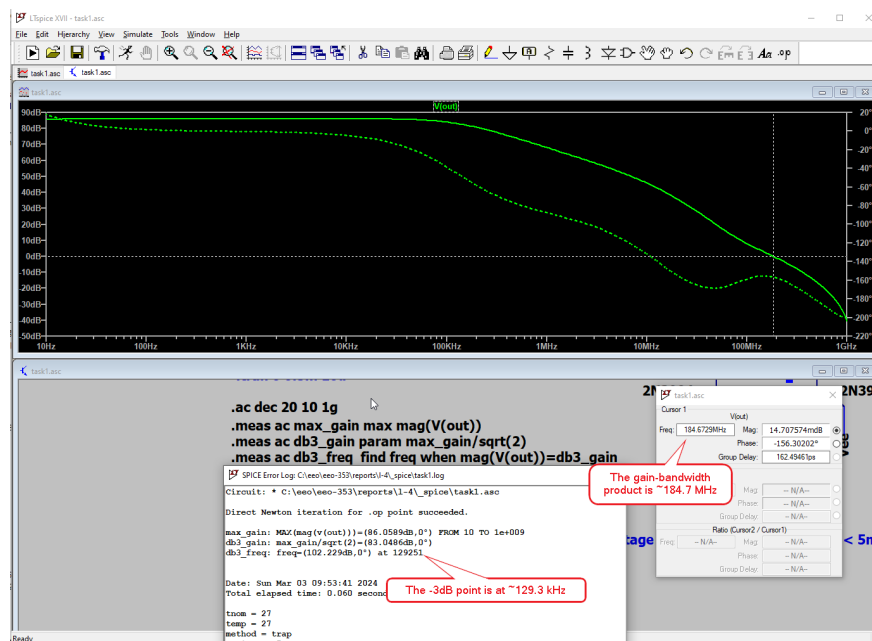 LTspice XVII - task1.asc
File Edit Hierarchy View Simulate Tools Window Help
task1.asc task1.asc
task1.asc
V(out)
90dB 20°
80dB 0°
70dB -20°
60dB -40°
50dB -60°
40dB -80°
30dB -100°
20dB -120°
10dB
0dB -140°
-10dB
-20dB -160°
-30dB -180°
-40dB -200°
-50dB -220°
10Hz 100Hz 1KHz 10KHz 100KHz 1MHz 10MHz 100MHz 1GHz
task1.asc
.ac dec 20 10 1g
.meas ac max_gain max mag(V(out))
.meas ac db3_gain param max_gain/sqrt(2)
.meas ac db3_freq find freq when mag(V(out))=db3_gain
2N39
Vee
< 5m
task1.asc
Cursor 1
V(out)
Freq: 184.6729MHz Mag: 14.707574mdB
Phase: -156.30202°
Group Delay: 162.49461ps
Mag: -- N/A--
Phase: -- N/A--
Group Delay: -- N/A--
Ratio (Cursor2 / Cursor1)
Freq: -- N/A-- Mag: -- N/A--
Phase: -- N/A--
Group Delay: -- N/A--
The gain-bandwidth
product is ~184.7 MHz
SPICE Error Log: C:\eeo\eeo-353\reports\l-4\_spice\task1.log
Circuit: * C:\eeo\eeo-353\reports\l-4\_spice\task1.asc
Direct Newton iteration for .op point succeeded.
max_gain: MAX(mag(v(out)))=(86.0589dB,0°) FROM 10 TO 1e+009
db3_gain: max_gain/sqrt(2)=(83.0486dB,0°)
db3_freq: freq=(102.229dB,0°) at 129251
Date: Sun Mar 03 09:53:41 2024
Total elapsed time: 0.060 second
The -3dB point is at ~129.3 kHz
tnom = 27
temp = 27
method = trap
Ready